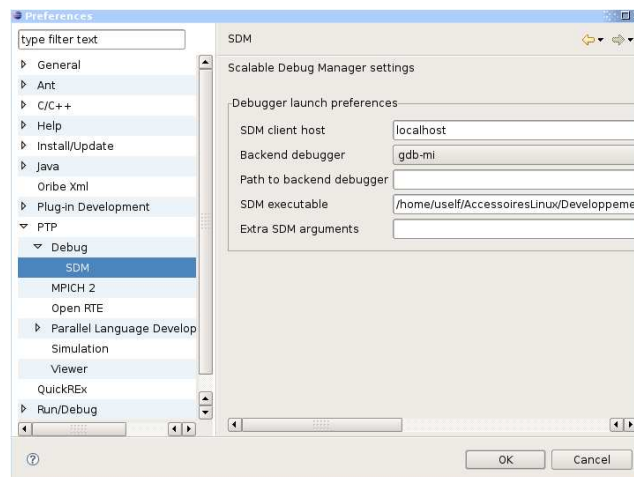 Preferences
type filter text
General
Ant
C/C++
Help
Install/Update
Java
Oribe Xml
Plug-in Development
PTP
Debug
SDM
MPICH 2
Open RTE
Parallel Language Develop
Simulation
Viewer
QuickREx
Run/Debug
SDM
Scalable Debug Manager settings
Debugger launch preferences
SDM client host
localhost
Backend debugger
gdb-mi
Path to backend debugger
SDM executable
/home/uself/AccessoiresLinux/Developpeme
Extra SDM arguments
?
OK
Cancel